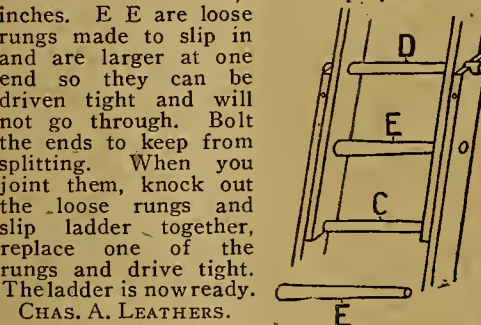 inches. E E are loose
rungs made to slip in
and are larger at one
end so they can be
driven tight and will
not go through. Bolt
the ends to keep from
splitting. When you
joint them, knock out
the loose rungs and
slip ladder together,
replace one of the
rungs and drive tight.
The ladder is now ready.
CHAS. A. LEATHERS.
D
E
C
E